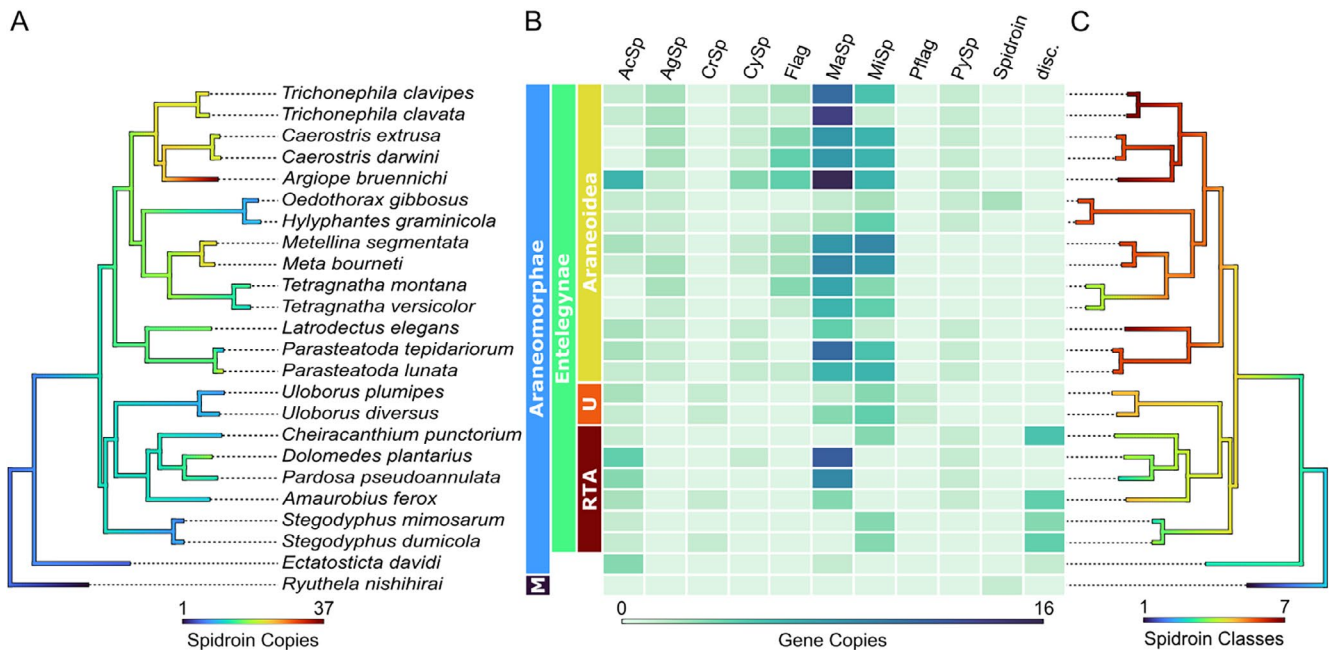 A
B
C
AcSp
AgSp
CrSp
CySp
Flag
MaSp
MiSp
Pflag
PySp
Spidroin
disc.
Trichonephila clavipes
Trichonephila clavata
Caerostris extrusa
Caerostris darwini
Argiope bruennichi
Oedothorax gibbosus
Hylyphantes graminicola
Metellina segmentata
Meta bourneti
Tetragnatha montana
Tetragnatha versicolor
Latrodectus elegans
Parasteatoda tepidariorum
Parasteatoda lunata
Uloborus plumipes
Uloborus diversus
Cheiracanthium punctorium
Dolomedes plantarius
Pardosa pseudoannulata
Amaurobius ferox
Stegodyphus mimosarum
Stegodyphus dumicola
Ectatosticta davidi
Ryuthela nishihirai
Araneomorphae
Entelegynae
Araneoidea
U
RTA
M
1 37
Spidroin Copies
0 16
Gene Copies
1 7
Spidroin Classes